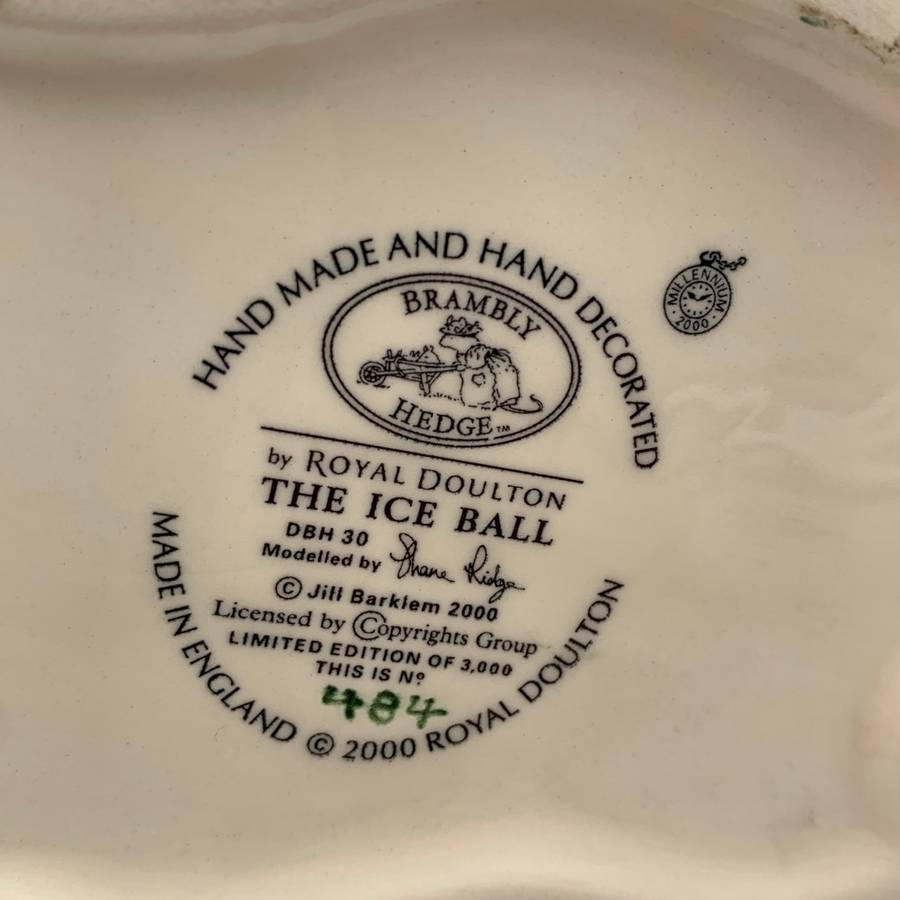 HAND MADE AND HAND DECORATED
BRAMBLY
HEDGE™
MILLENNIUM
· 2000 ·
by ROYAL DOULTON
THE ICE BALL
DBH 30
Modelled by Shane Ridge
© Jill Barklem 2000
Licensed by ©opyrights Group
LIMITED EDITION OF 3,000
THIS IS Nº
484
MADE IN ENGLAND © 2000 ROYAL DOULTON